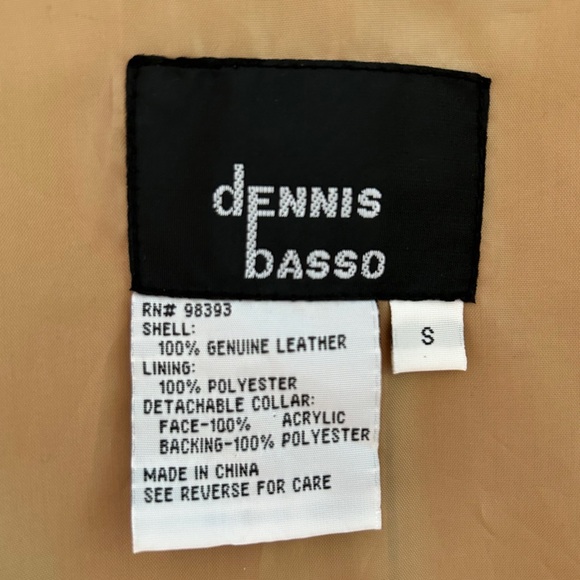 dENNIS
bASSO
RN# 98393
SHELL:
100% GENUINE LEATHER
LINING:
100% POLYESTER
DETACHABLE COLLAR:
FACE-100% ACRYLIC
BACKING-100% POLYESTER
MADE IN CHINA
SEE REVERSE FOR CARE
S